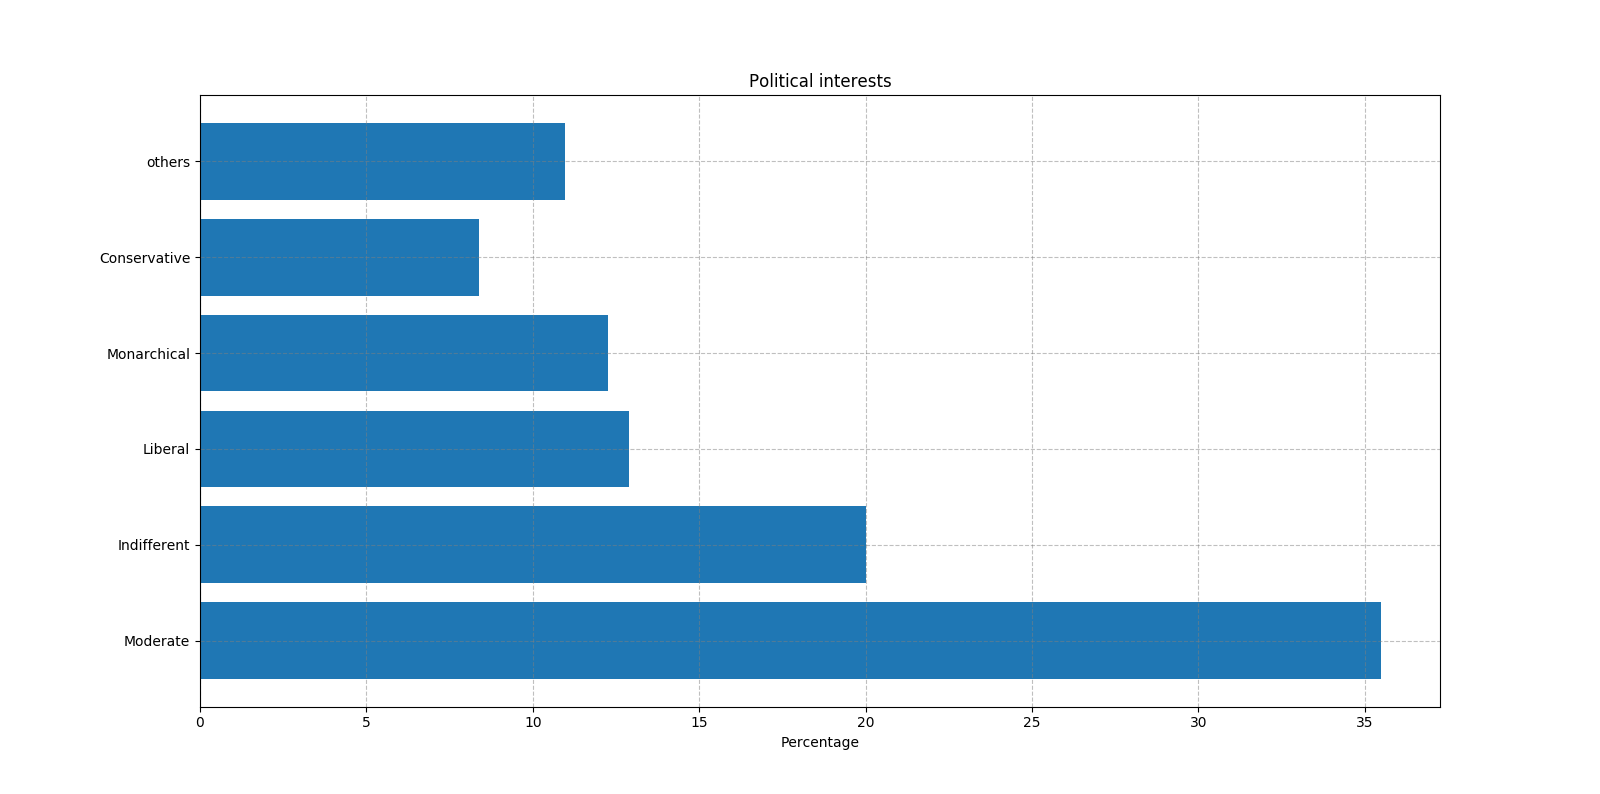 Political interests
others
Conservative
Monarchical
Liberal
Indifferent
Moderate
0 5 10 15 20 25 30 35
Percentage